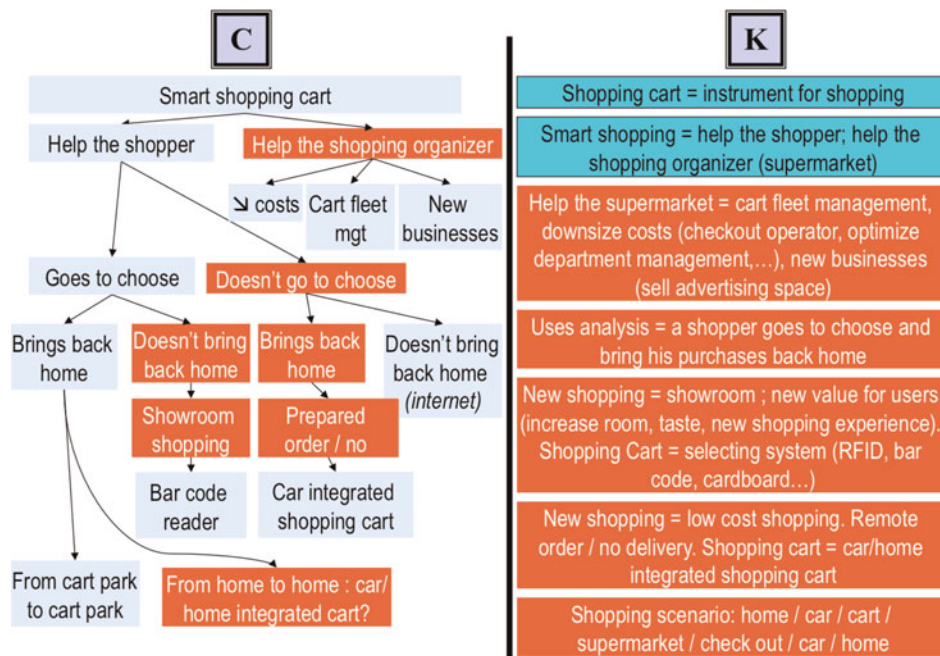 C
Smart shopping cart
Help the shopper
Help the shopping organizer
↘ costs
Cart fleet
mgt
New
businesses
Goes to choose
Doesn't go to choose
Brings back
home
Doesn't bring
back home
Brings back
home
Doesn't bring
back home
(internet)
Showroom
shopping
Prepared
order / no
Bar code
reader
Car integrated
shopping cart
From cart park
to cart park
From home to home : car/
home integrated cart?
K
Shopping cart = instrument for shopping
Smart shopping = help the shopper; help the
shopping organizer (supermarket)
Help the supermarket = cart fleet management,
downsize costs (checkout operator, optimize
department management,…), new businesses
(sell advertising space)
Uses analysis = a shopper goes to choose and
bring his purchases back home
New shopping = showroom ; new value for users
(increase room, taste, new shopping experience).
Shopping Cart = selecting system (RFID, bar
code, cardboard…)
New shopping = low cost shopping. Remote
order / no delivery. Shopping cart = car/home
integrated shopping cart
Shopping scenario: home / car / cart /
supermarket / check out / car / home